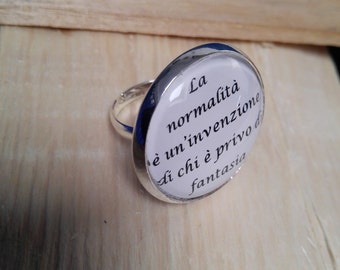 La
normalità
è un'invenzione
di chi è privo di
fantasia